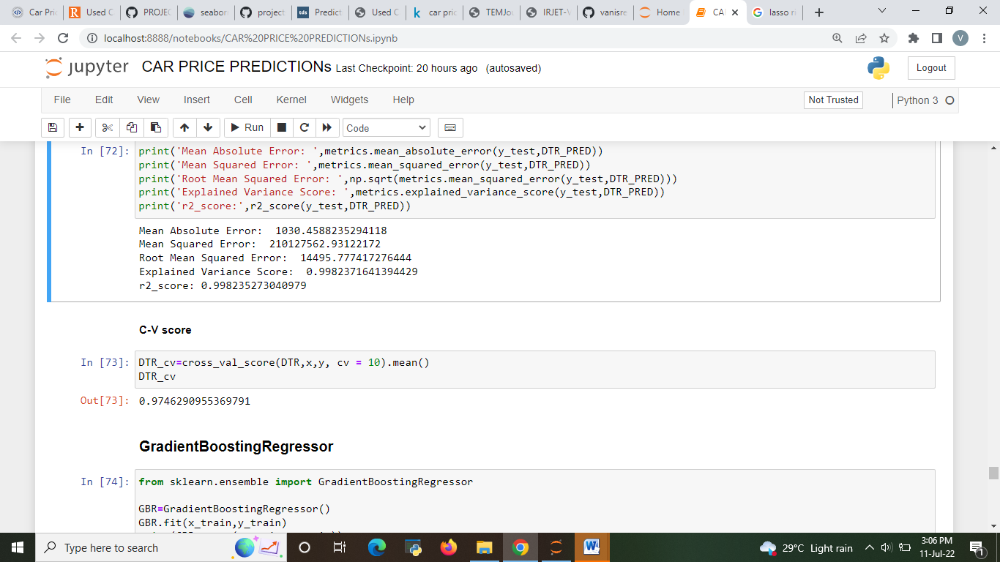 Car Pri
Used C
PROJEC
seabor
project
tds
Predict
Used C
k
car pric
TEMJou
IRJET-V
vanisre
Home
CA
lasso r
localhost:8888/notebooks/CAR%20PRICE%20PREDICTIONs.ipynb
V
jupyter CAR PRICE PREDICTIONs Last Checkpoint: 20 hours ago (autosaved)
Logout
File Edit View Insert Cell Kernel Widgets Help
Not Trusted
Python 3
Run
Code
In [72]: print('Mean Absolute Error: ',metrics.mean_absolute_error(y_test,DTR_PRED))
print('Mean Squared Error: ',metrics.mean_squared_error(y_test,DTR_PRED))
print('Root Mean Squared Error: ',np.sqrt(metrics.mean_squared_error(y_test,DTR_PRED)))
print('Explained Variance Score: ',metrics.explained_variance_score(y_test,DTR_PRED))
print('r2_score:',r2_score(y_test,DTR_PRED))
Mean Absolute Error:  1030.4588235294118
Mean Squared Error:  210127562.93122172
Root Mean Squared Error:  14495.777417276444
Explained Variance Score:  0.9982371641394429
r2_score: 0.998235273040979
C-V score
In [73]: DTR_cv=cross_val_score(DTR,x,y, cv = 10).mean()
DTR_cv
Out[73]: 0.9746290955369791
GradientBoostingRegressor
In [74]: from sklearn.ensemble import GradientBoostingRegressor
GBR=GradientBoostingRegressor()
GBR.fit(x_train,y_train)
Type here to search
29°C Light rain
3:06 PM
11-Jul-22
1